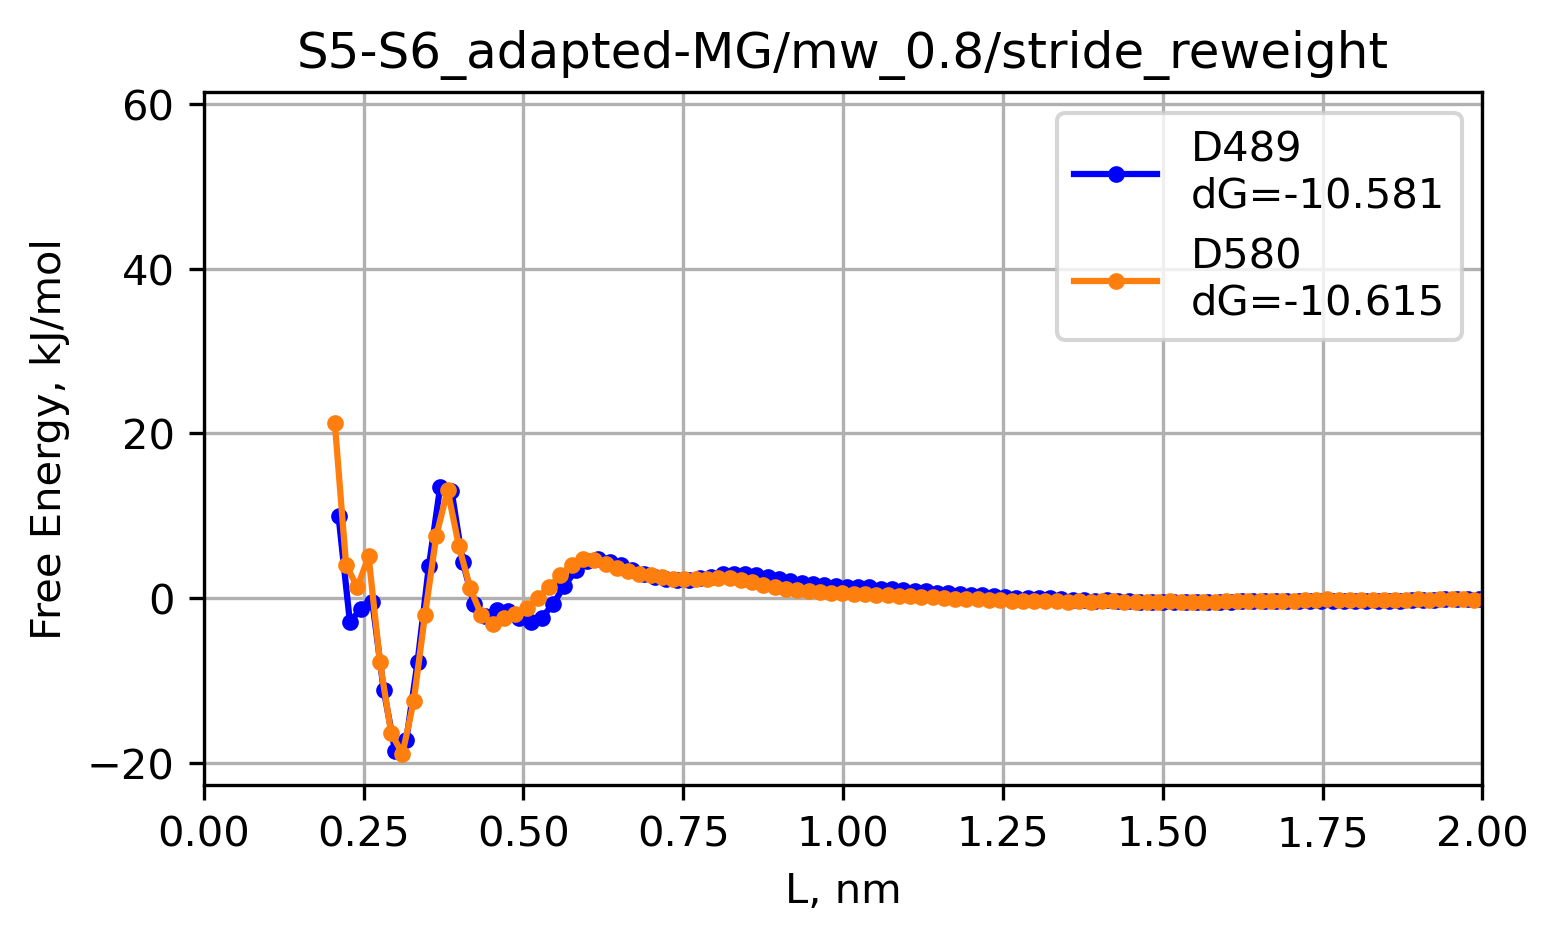 S5-S6_adapted-MG/mw_0.8/stride_reweight
60
40
20
0
−20
Free Energy, kJ/mol
D489
dG=-10.581
D580
dG=-10.615
0.00 0.25 0.50 0.75 1.00 1.25 1.50 1.75 2.00
L, nm